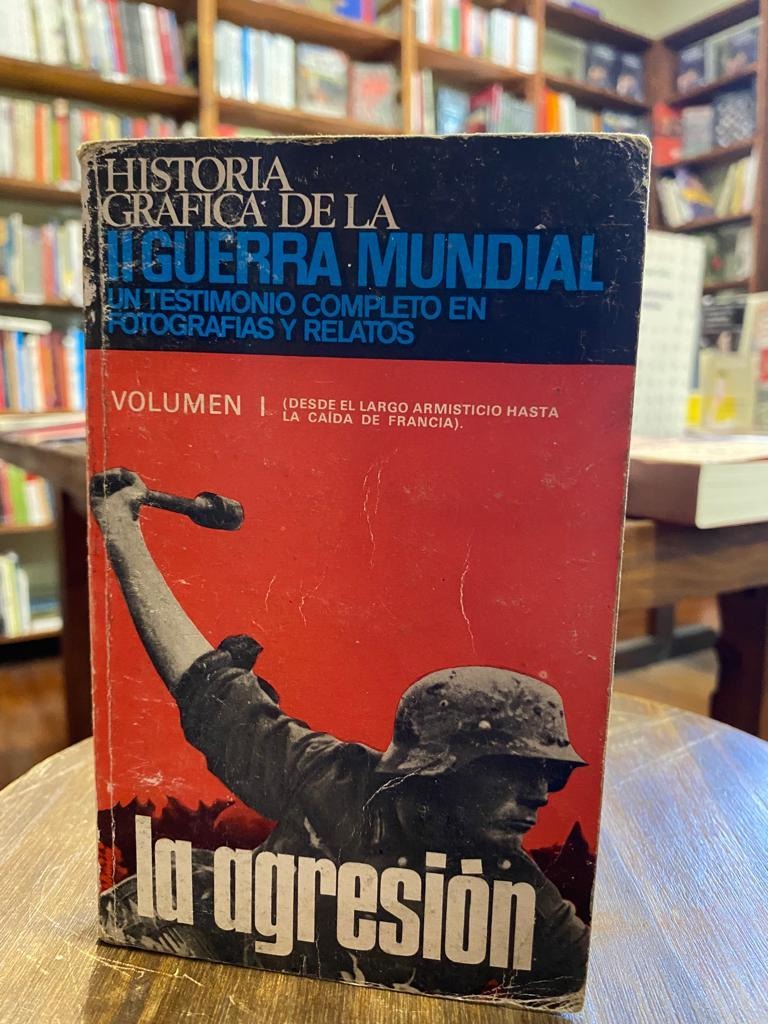 HISTORIA
GRAFICA DE LA
II GUERRA MUNDIAL
UN TESTIMONIO COMPLETO EN
FOTOGRAFIAS Y RELATOS
VOLUMEN I (DESDE EL LARGO ARMISTICIO HASTA
LA CAÍDA DE FRANCIA).
la agresión